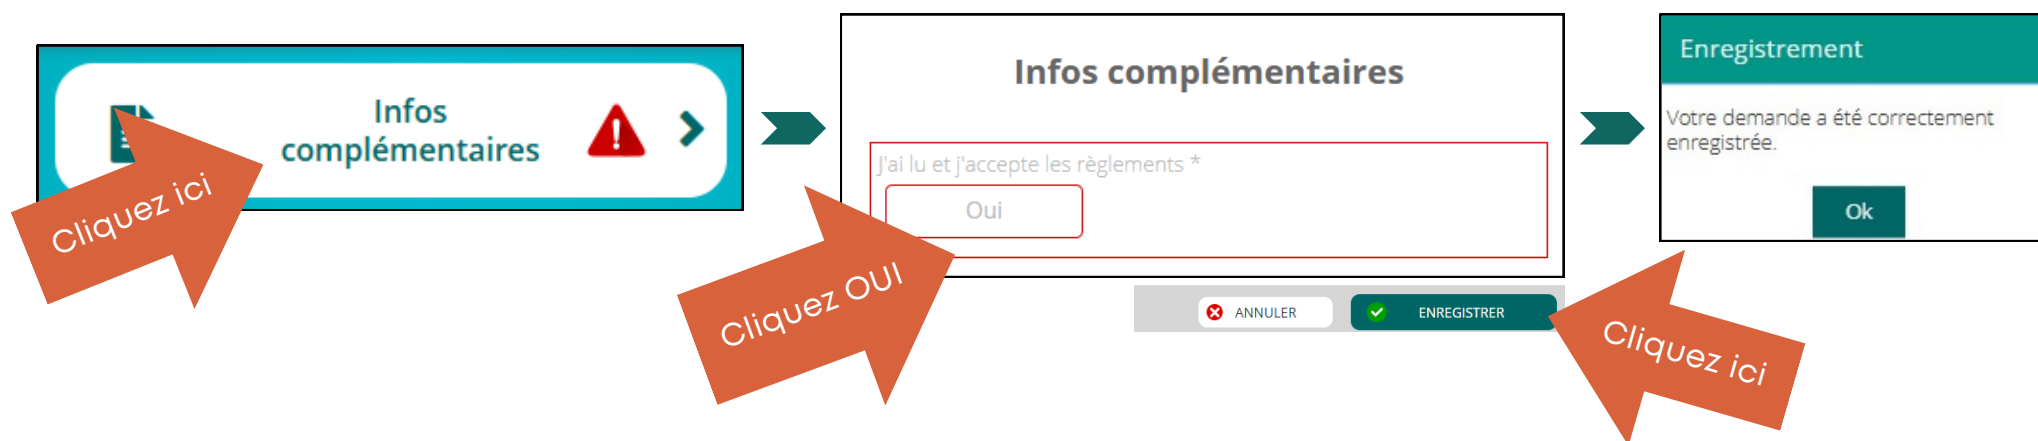 Infos
complémentaires
Cliquez ici
Infos complémentaires
J'ai lu et j'accepte les règlements *
Oui
Cliquez OUI
ANNULER
ENREGISTRER
Cliquez ici
Enregistrement
Votre demande a été correctement
enregistrée.
Ok